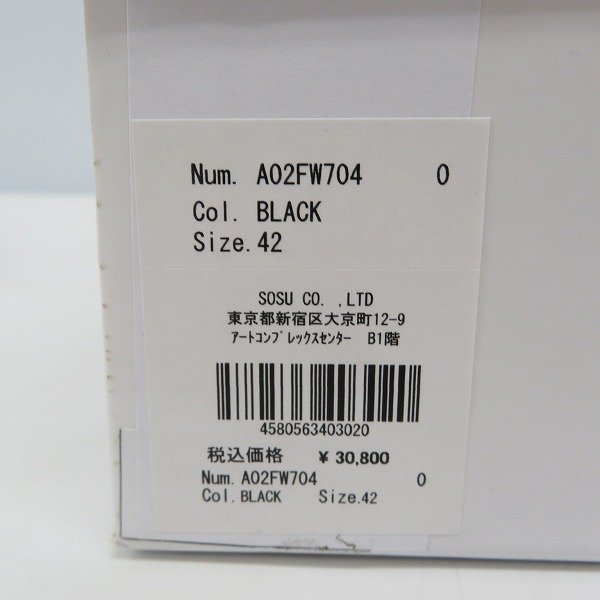 Num. A02FW704 0
Col. BLACK
Size.42
SOSU CO. ,LTD
東京都新宿区大京町12-9
ｱｰﾄｺﾝﾌﾟﾚｯｸｽｾﾝﾀｰ B1階
4580563403020
税込価格 ¥ 30,800
Num.A02FW704 0
Col.BLACK Size.42